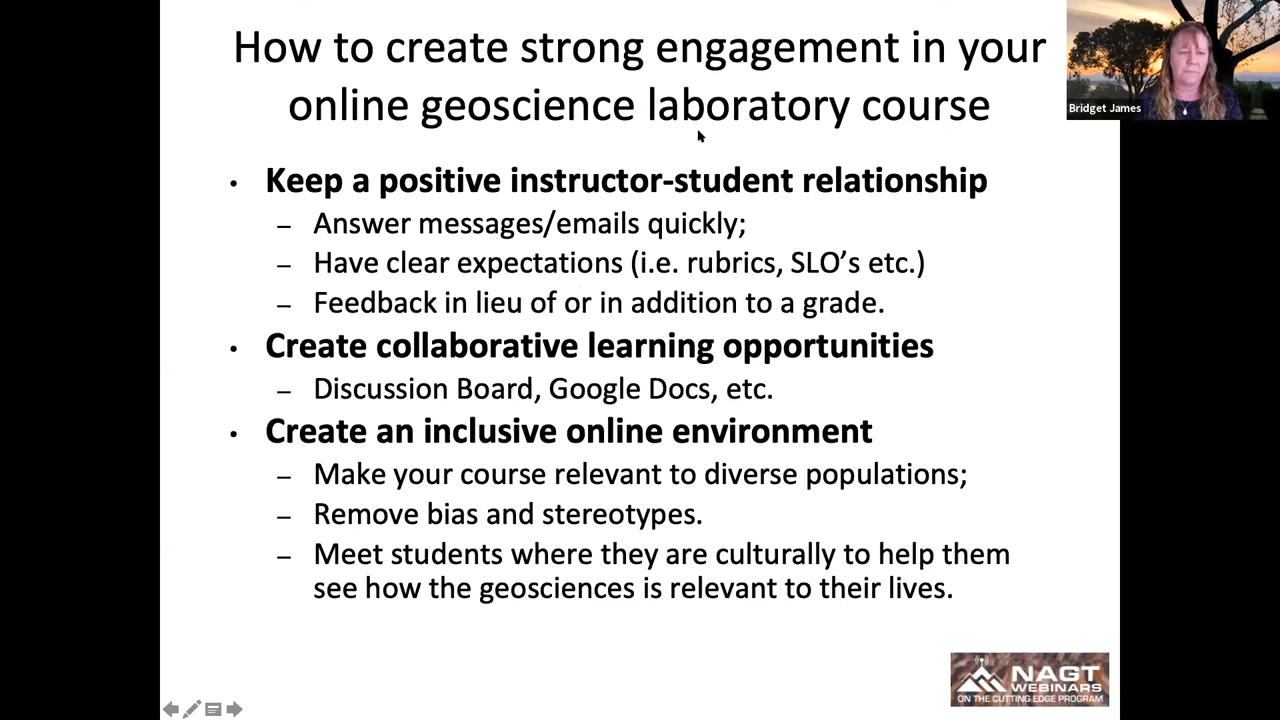 How to create strong engagement in your
online geoscience laboratory course
Bridget James
• Keep a positive instructor-student relationship
– Answer messages/emails quickly;
– Have clear expectations (i.e. rubrics, SLO’s etc.)
– Feedback in lieu of or in addition to a grade.
• Create collaborative learning opportunities
– Discussion Board, Google Docs, etc.
• Create an inclusive online environment
– Make your course relevant to diverse populations;
– Remove bias and stereotypes.
– Meet students where they are culturally to help them
see how the geosciences is relevant to their lives.
NAGT
WEBINARS
ON THE CUTTING EDGE PROGRAM